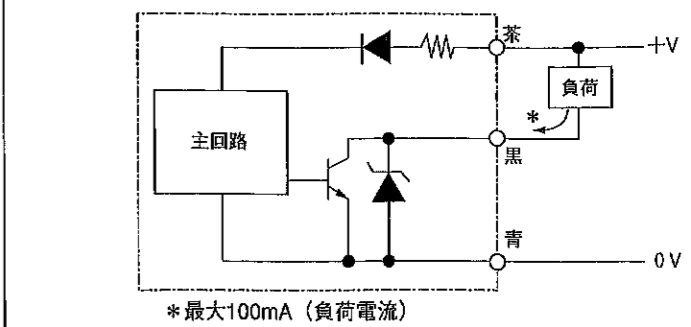 茶
+V
負荷
*
主回路
黒
青
0V
*最大100mA（負荷電流）